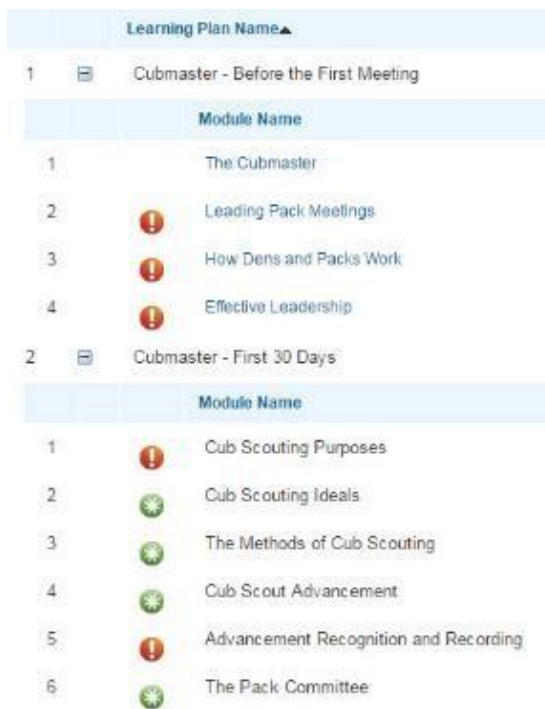 Learning Plan Name▲
1 Cubmaster - Before the First Meeting
Module Name
1 The Cubmaster
2 Leading Pack Meetings
3 How Dens and Packs Work
4 Effective Leadership
2 Cubmaster - First 30 Days
Module Name
1 Cub Scouting Purposes
2 Cub Scouting Ideals
3 The Methods of Cub Scouting
4 Cub Scout Advancement
5 Advancement Recognition and Recording
6 The Pack Committee